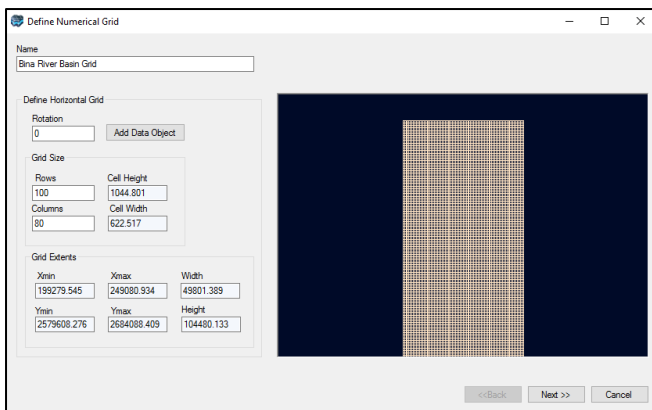 Define Numerical Grid
Name
Bina River Basin Grid
Define Horizontal Grid
Rotation
0
Add Data Object
Grid Size
Rows Cell Height
100 1044.801
Columns Cell Width
80 622.517
Grid Extents
Xmin Xmax Width
199279.545 249080.934 49801.389
Ymin Ymax Height
2579608.276 2684088.409 104480.133
<<Back Next >> Cancel